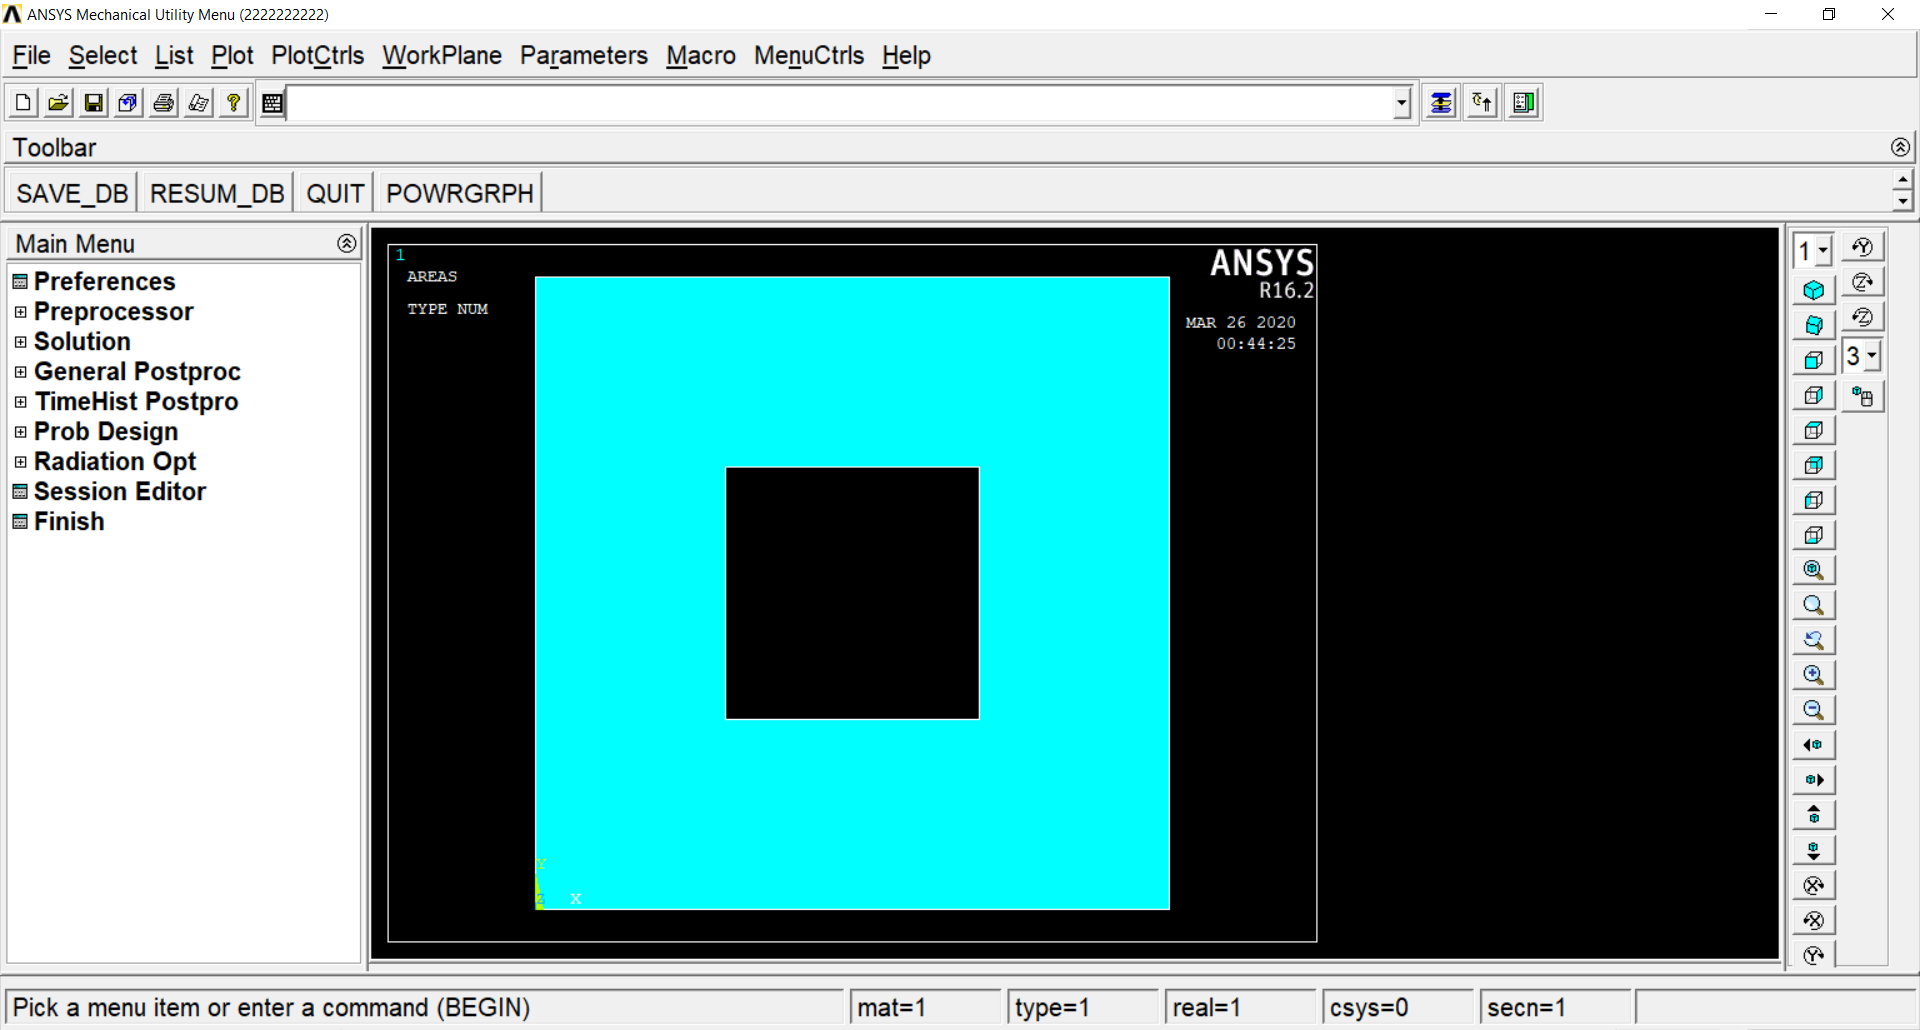 ANSYS Mechanical Utility Menu (2222222222)
File Select List Plot PlotCtrls WorkPlane Parameters Macro MenuCtrls Help
Toolbar
SAVE_DB RESUM_DB QUIT POWRGRPH
Main Menu
Preferences
Preprocessor
Solution
General Postproc
TimeHist Postpro
Prob Design
Radiation Opt
Session Editor
Finish
1
AREAS
TYPE NUM
ANSYS
R16.2
MAR 26 2020
00:44:25
Y
Z X
1
3
Pick a menu item or enter a command (BEGIN) mat=1 type=1 real=1 csys=0 secn=1